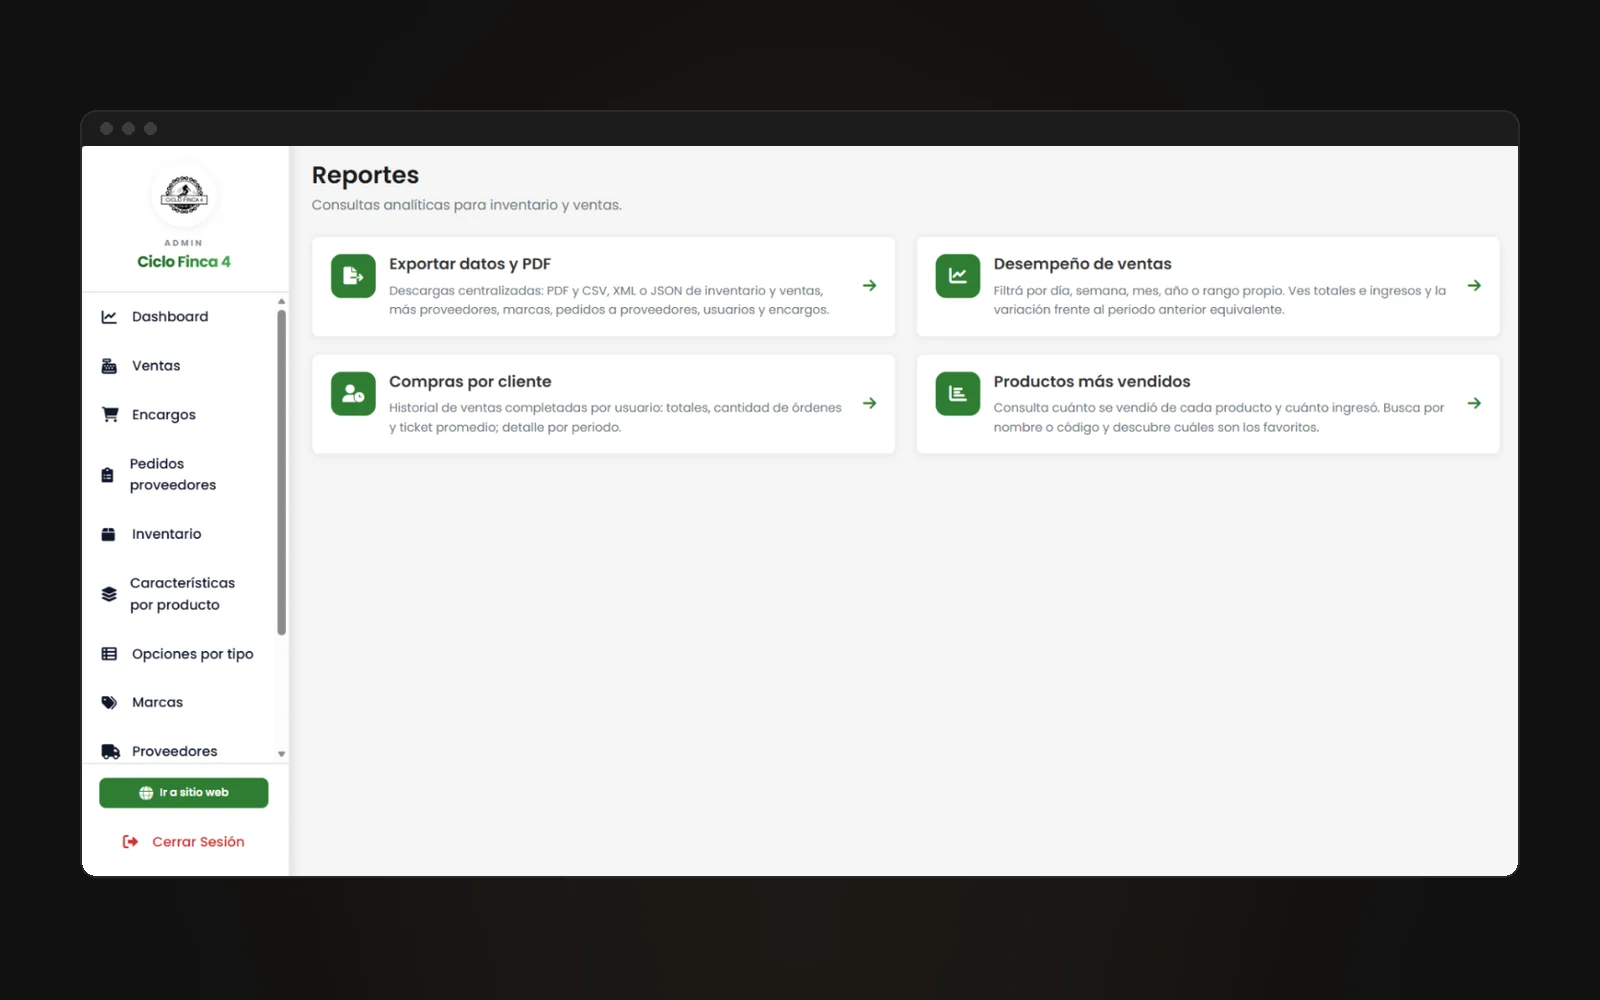 CICLO FINCA 4
ADMIN
Ciclo Finca 4
Dashboard
Ventas
Encargos
Pedidos
proveedores
Inventario
Características
por producto
Opciones por tipo
Marcas
Proveedores
Ir a sitio web
Cerrar Sesión
Reportes
Consultas analíticas para inventario y ventas.
Exportar datos y PDF
Descargas centralizadas: PDF y CSV, XML o JSON de inventario y ventas,
más proveedores, marcas, pedidos a proveedores, usuarios y encargos.
Desempeño de ventas
Filtrá por día, semana, mes, año o rango propio. Ves totales e ingresos y la
variación frente al periodo anterior equivalente.
Compras por cliente
Historial de ventas completadas por usuario: totales, cantidad de órdenes
y ticket promedio; detalle por periodo.
Productos más vendidos
Consulta cuánto se vendió de cada producto y cuánto ingresó. Busca por
nombre o código y descubre cuáles son los favoritos.